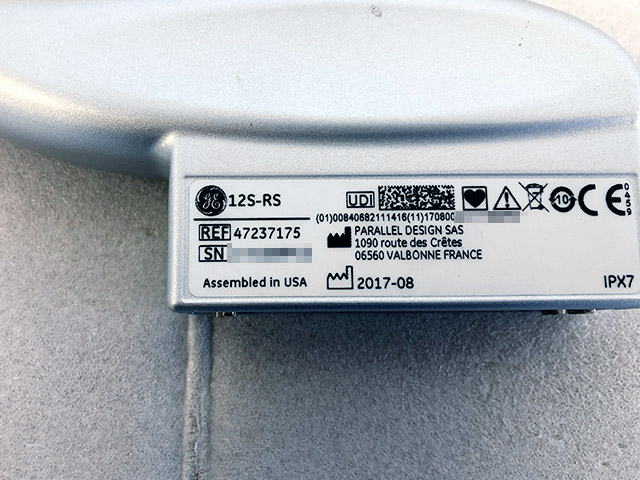 GE 12S-RS
UDI
10
CE 0459
(01)00840682111416(11)170800
REF 47237175
PARALLEL DESIGN SAS
1090 route des Crêtes
SN
06560 VALBONNE FRANCE
Assembled in USA
2017-08
IPX7